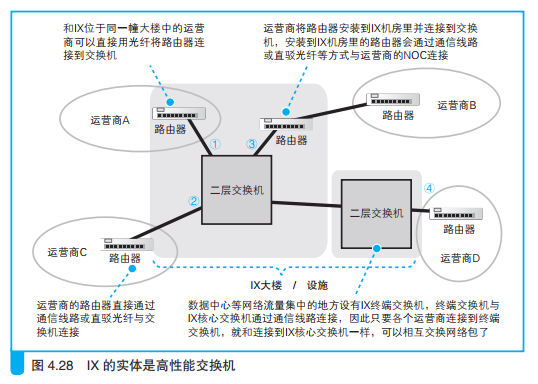 和IX位于同一幢大楼中的运营
商可以直接用光纤将路由器连
接到交换机
运营商将路由器安装到IX机房里并连接到交换
机，安装到IX机房里的路由器会通过通信线路
或直驳光纤等方式与运营商的NOC连接
运营商A
路由器
①
③
路由器
路由器
运营商B
二层交换机
②
二层交换机
④
路由器
运营商D
运营商C
路由器
IX大楼 / 设施
运营商的路由器直接通过
通信线路或直驳光纤与交
换机连接
数据中心等网络流量集中的地方设有IX终端交换机，终端交换机与
IX核心交换机通过通信线路连接，因此只要各个运营商连接到终端
交换机，就和连接到IX核心交换机一样，可以相互交换网络包了
图 4.28 IX 的实体是高性能交换机